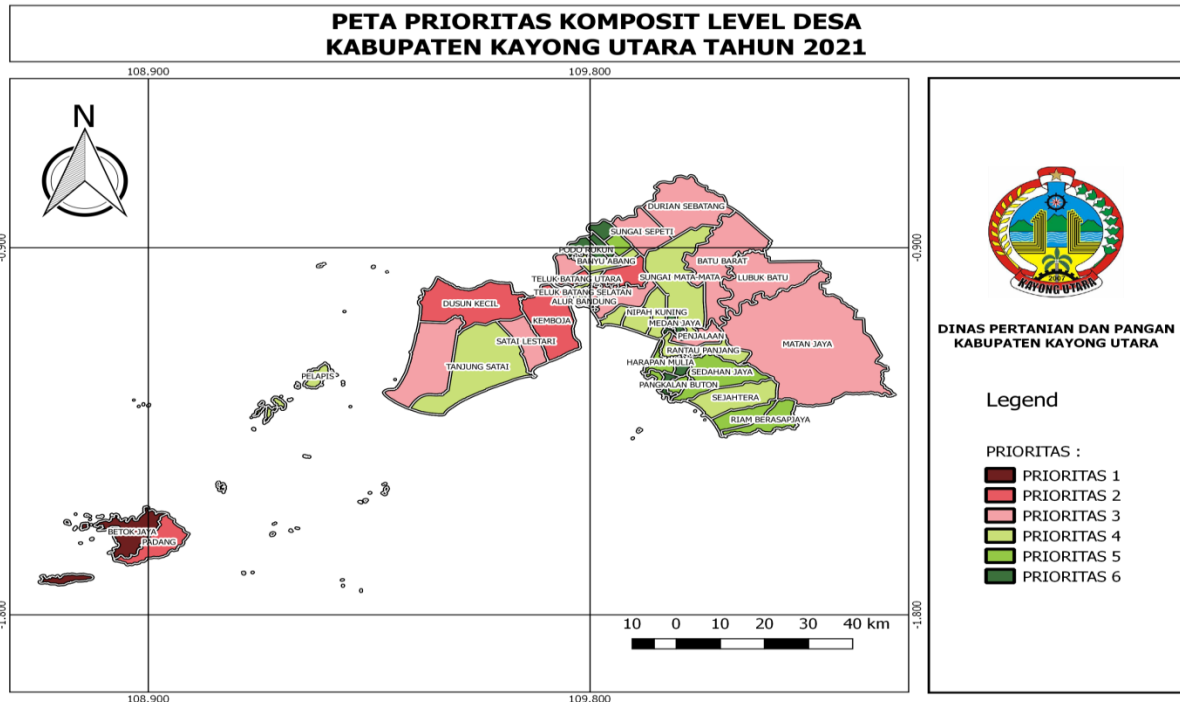 PETA PRIORITAS KOMPOSIT LEVEL DESA
KABUPATEN KAYONG UTARA TAHUN 2021
108.900
109.800
N
DURIAN SEBATANG
SUNGAI SEPETI
-0.900
-0.900
PODO RUKUN
BANYU ABANG
BATU BARAT
TELUK BATANG UTARA
SUNGAI MATA-MATA
LUBUK BATU
TELUK BATANG SELATAN
DUSUN KECIL
ALUR BANDUNG
NIPAH KUNING
KEMBOJA
MEDAN JAYA
PENJALAAN
SATAI LESTARI
MATAN JAYA
RANTAU PANJANG
TANJUNG SATAI
HARAPAN MULIA
SEDAHAN JAYA
PELAPIS
PANGKALAN BUTON
SEJAHTERA
RIAM BERASAPJAYA
BETOK JAYA
PADANG
-1.800
-1.800
10 0 10 20 30 40 km
108.900
109.800
2007
KAYONG UTARA
DINAS PERTANIAN DAN PANGAN
KABUPATEN KAYONG UTARA
Legend
PRIORITAS :
PRIORITAS 1
PRIORITAS 2
PRIORITAS 3
PRIORITAS 4
PRIORITAS 5
PRIORITAS 6